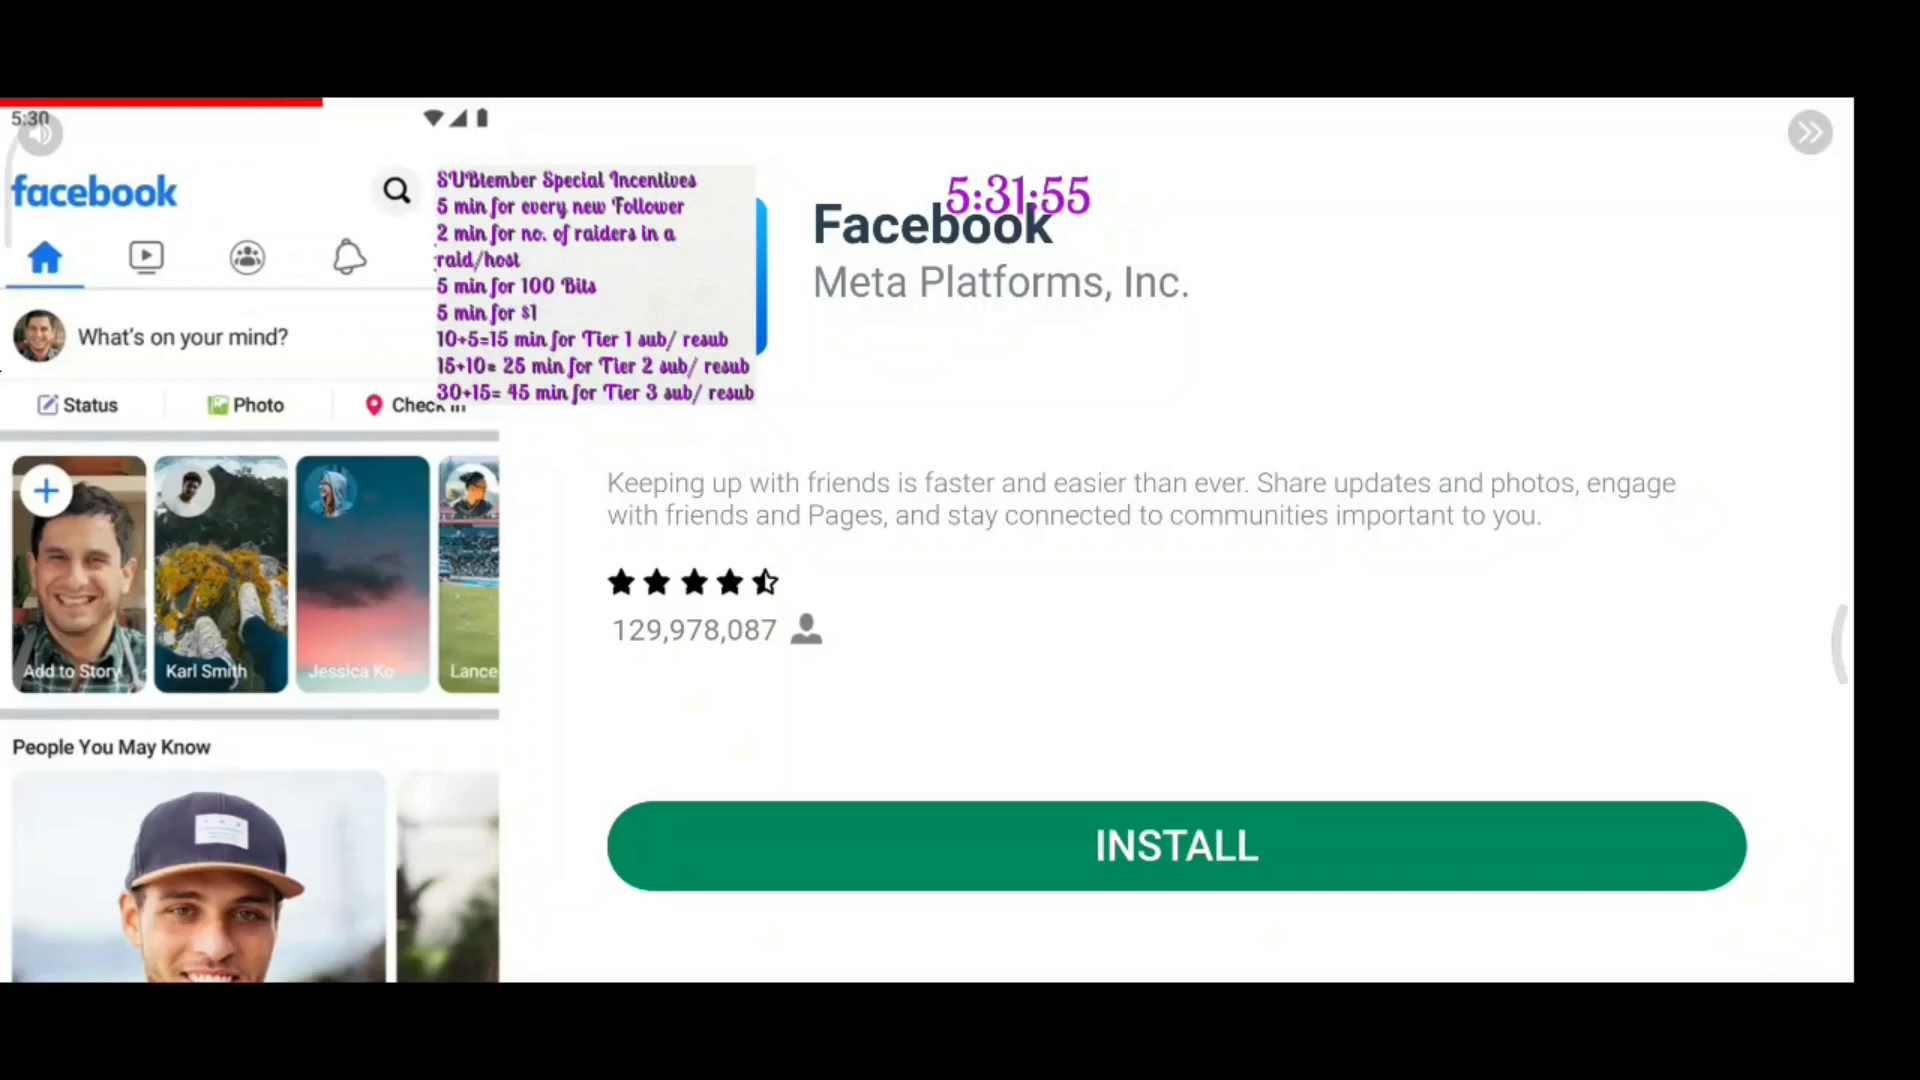 5:30
facebook
What's on your mind?
Status
Photo
Check in
Add to Story
Karl Smith
Jessica Ko
Lance
People You May Know
SUBtember Special Incentives
5 min for every new Follower
2 min for no. of raiders in a
raid/host
5 min for 100 Bits
5 min for $1
10+5=15 min for Tier 1 sub/ resub
15+10= 25 min for Tier 2 sub/ resub
30+15= 45 min for Tier 3 sub/ resub
5:31:55
Facebook
Meta Platforms, Inc.
Keeping up with friends is faster and easier than ever. Share updates and photos, engage
with friends and Pages, and stay connected to communities important to you.
129,978,087
INSTALL